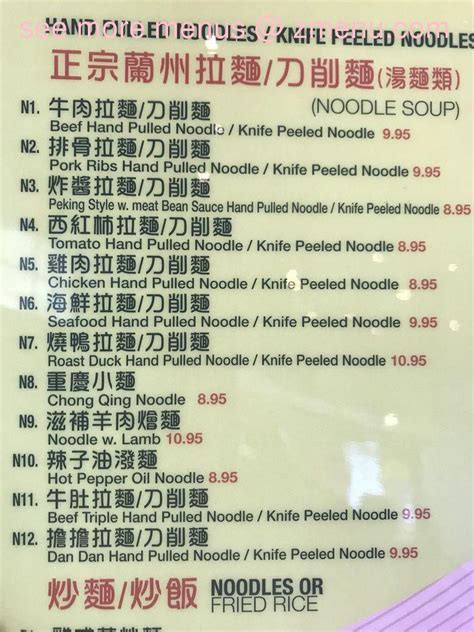 see more menus @ zmenu.com
HAND PULLED NOODLES / KNIFE PEELED NOODLES
正宗蘭州拉麵/刀削麵(湯麵類)
(NOODLE SOUP)
N1. 牛肉拉麵/刀削麵
Beef Hand Pulled Noodle / Knife Peeled Noodle 9.95
N2. 排骨拉麵/刀削麵
Pork Ribs Hand Pulled Noodle / Knife Peeled Noodle 9.95
N3. 炸醬拉麵/刀削麵
Peking Style w. meat Bean Sauce Hand Pulled Noodle / Knife Peeled Noodle 8.95
N4. 西紅柿拉麵/刀削麵
Tomato Hand Pulled Noodle / Knife Peeled Noodle 8.95
N5. 雞肉拉麵/刀削麵
Chicken Hand Pulled Noodle / Knife Peeled Noodle 8.95
N6. 海鮮拉麵/刀削麵
Seafood Hand Pulled Noodle / Knife Peeled Noodle 9.95
N7. 燒鴨拉麵/刀削麵
Roast Duck Hand Pulled Noodle / Knife Peeled Noodle 10.95
N8. 重慶小麵
Chong Qing Noodle 8.95
N9. 滋補羊肉燴麵
Noodle w. Lamb 10.95
N10. 辣子油潑麵
Hot Pepper Oil Noodle 8.95
N11. 牛肚拉麵/刀削麵
Beef Triple Hand Pulled Noodle / Knife Peeled Noodle 9.95
N12. 擔擔拉麵/刀削麵
Dan Dan Hand Pulled Noodle / Knife Peeled Noodle 9.95
炒麵/炒飯 NOODLES OR
FRIED RICE